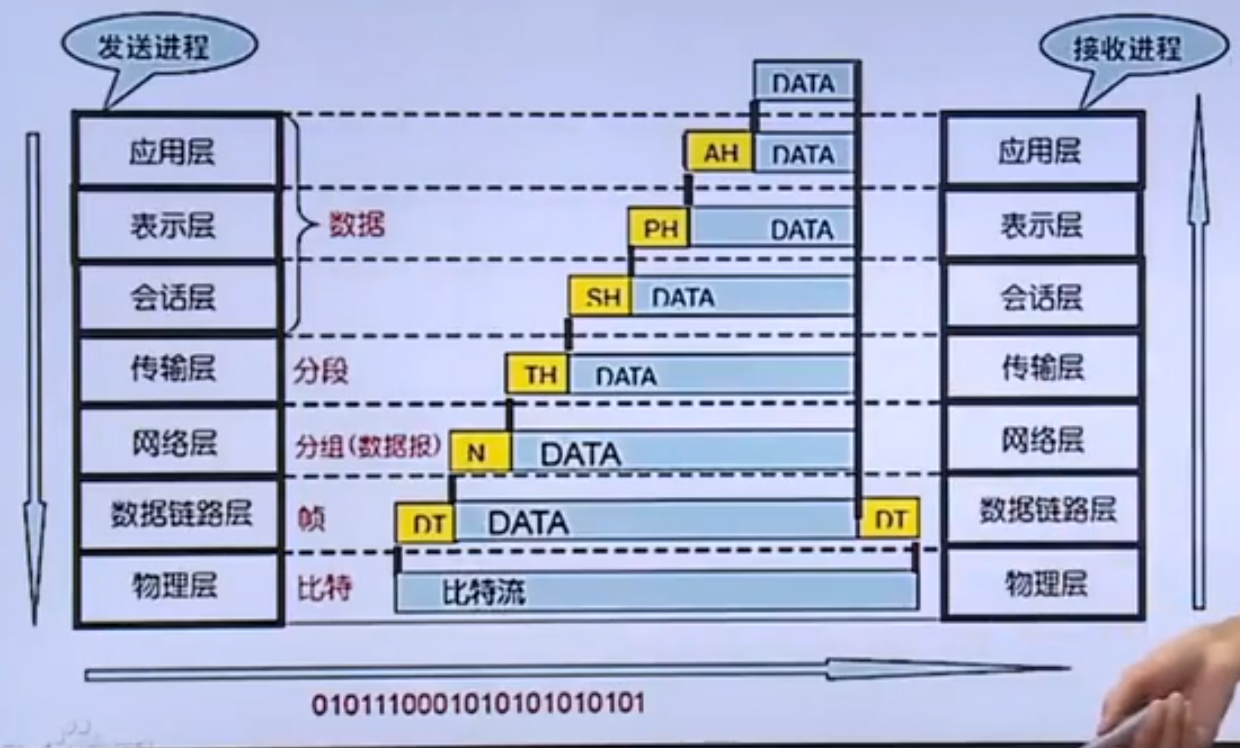 发送进程
接收进程
DATA
应用层
AH DATA
应用层
表示层
数据
PH DATA
表示层
会话层
SH DATA
会话层
传输层
分段
TH DATA
传输层
网络层
分组(数据报)
N DATA
网络层
数据链路层
帧
DT DATA DT
数据链路层
物理层
比特
比特流
物理层
0101110001010101010101